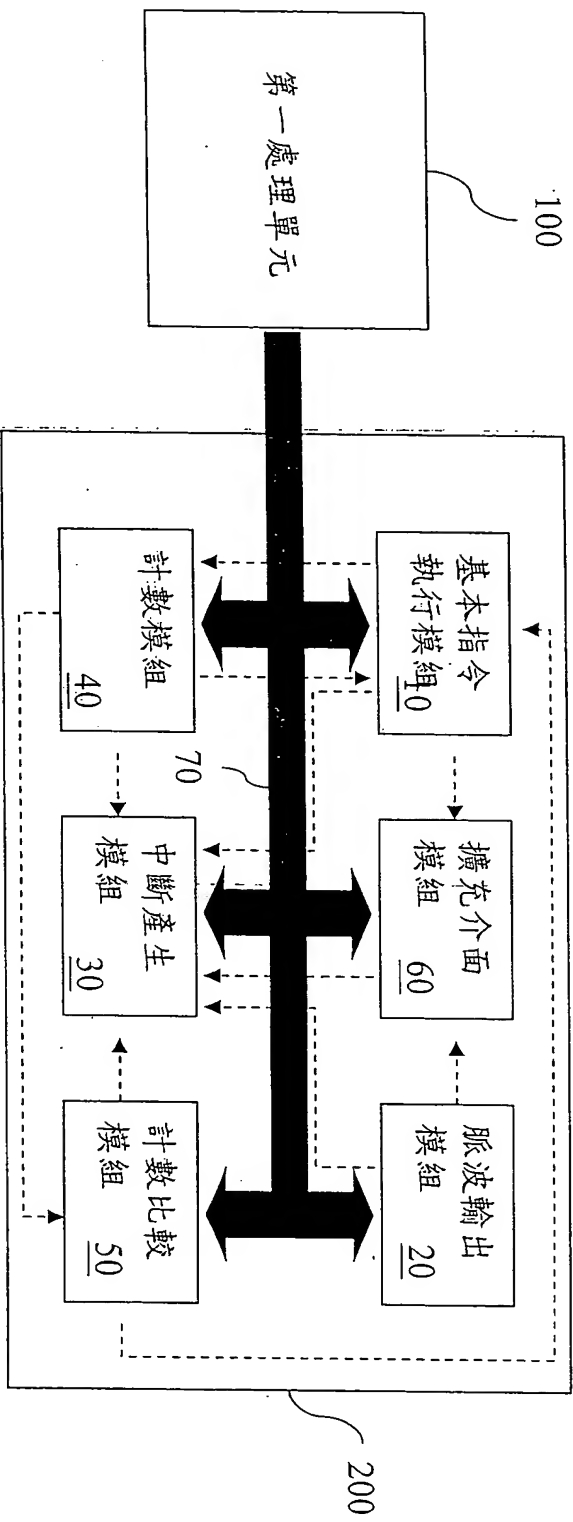 第一處理單元
100
基本指令
執行模組
10
擴充介面
模組
60
脈波輸出
模組
20
70
計數模組
40
中斷產生
模組
30
計數比較
模組
50
200